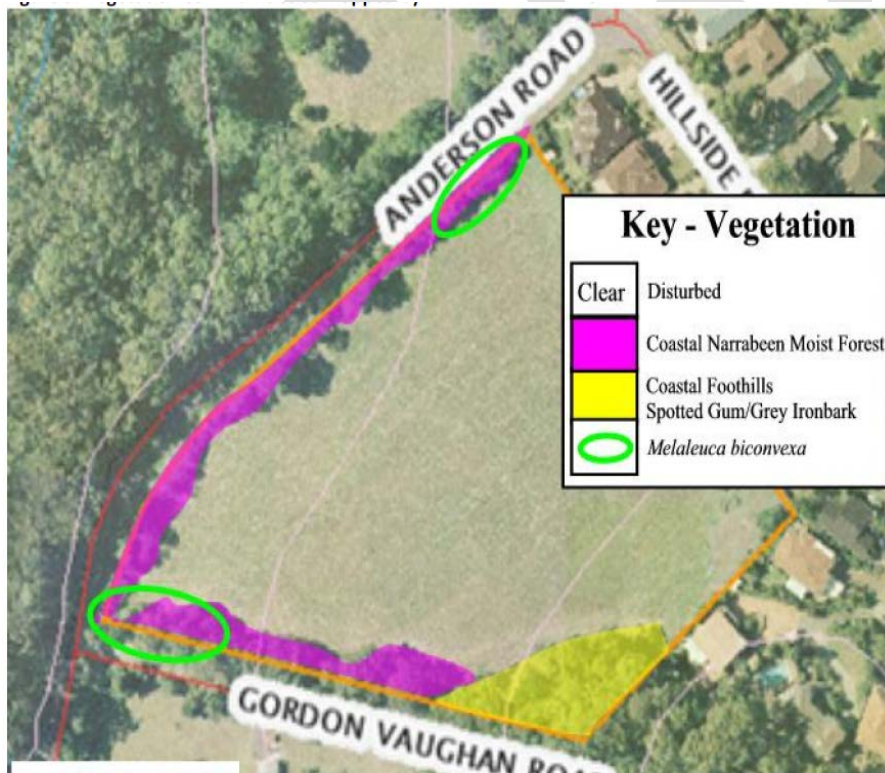 ANDERSON ROAD
HILLSIDE
Key - Vegetation
Clear Disturbed
Coastal Narrabeen Moist Forest
Coastal Foothills
Spotted Gum/Grey Ironbark
Melaleuca biconvexa
GORDON VAUGHAN ROAD